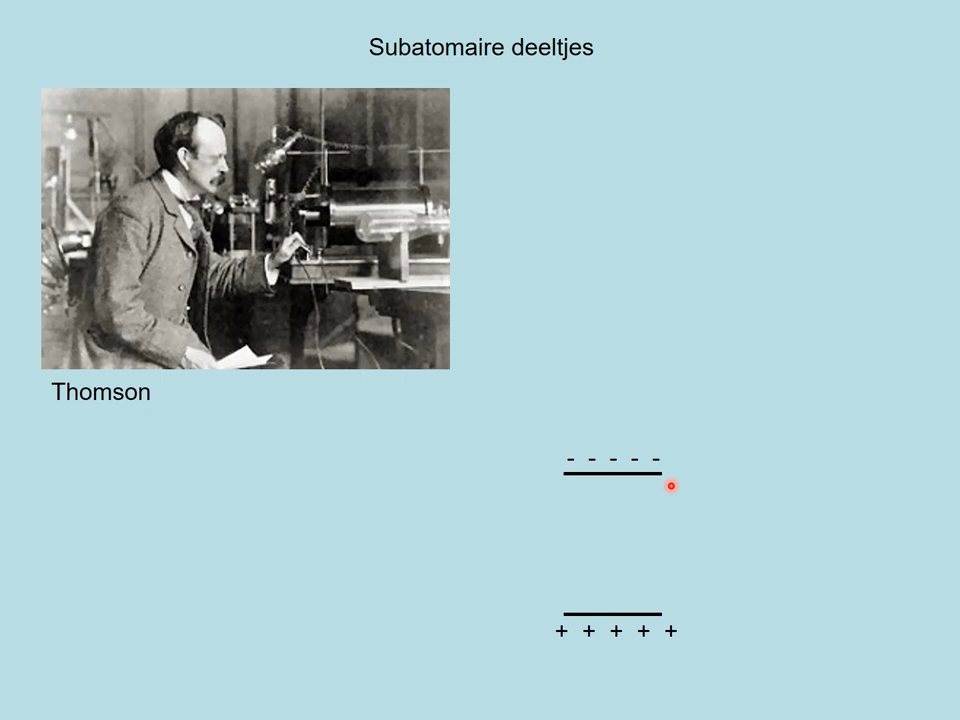 Subatomaire deeltjes
Thomson
- - - - -
+ + + + +